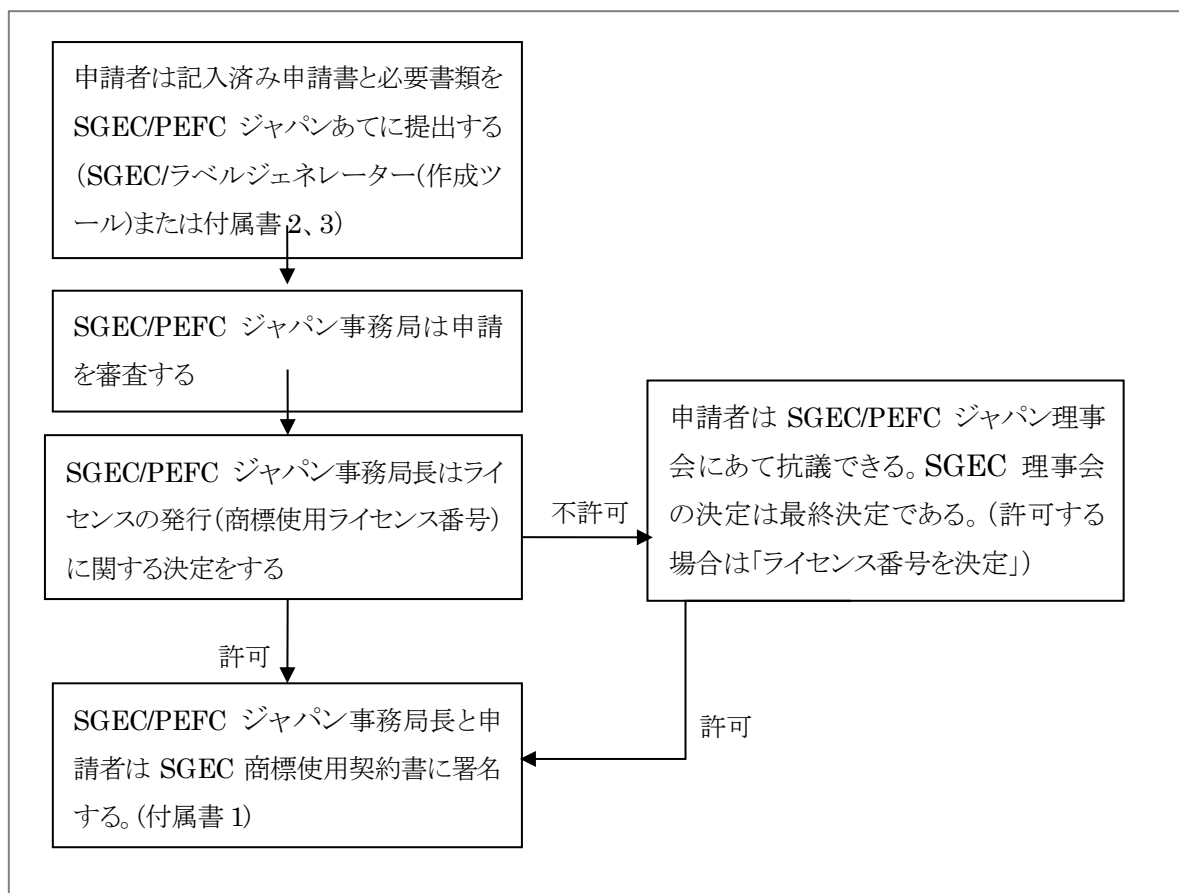 申請者は記入済み申請書と必要書類を
SGEC/PEFC ジャパンあてに提出する
(SGEC/ラベルジェネレーター(作成ツ
ール)または付属書 2、3)
SGEC/PEFC ジャパン事務局は申請
を審査する
SGEC/PEFC ジャパン事務局長はライ
センスの発行(商標使用ライセンス番号)
に関する決定をする
不許可
申請者は SGEC/PEFC ジャパン理事
会にあて抗議できる。SGEC 理事会
の決定は最終決定である。(許可する
場合は「ライセンス番号を決定」)
許可
許可
SGEC/PEFC ジャパン事務局長と申
請者は SGEC 商標使用契約書に署名
する。(付属書 1)